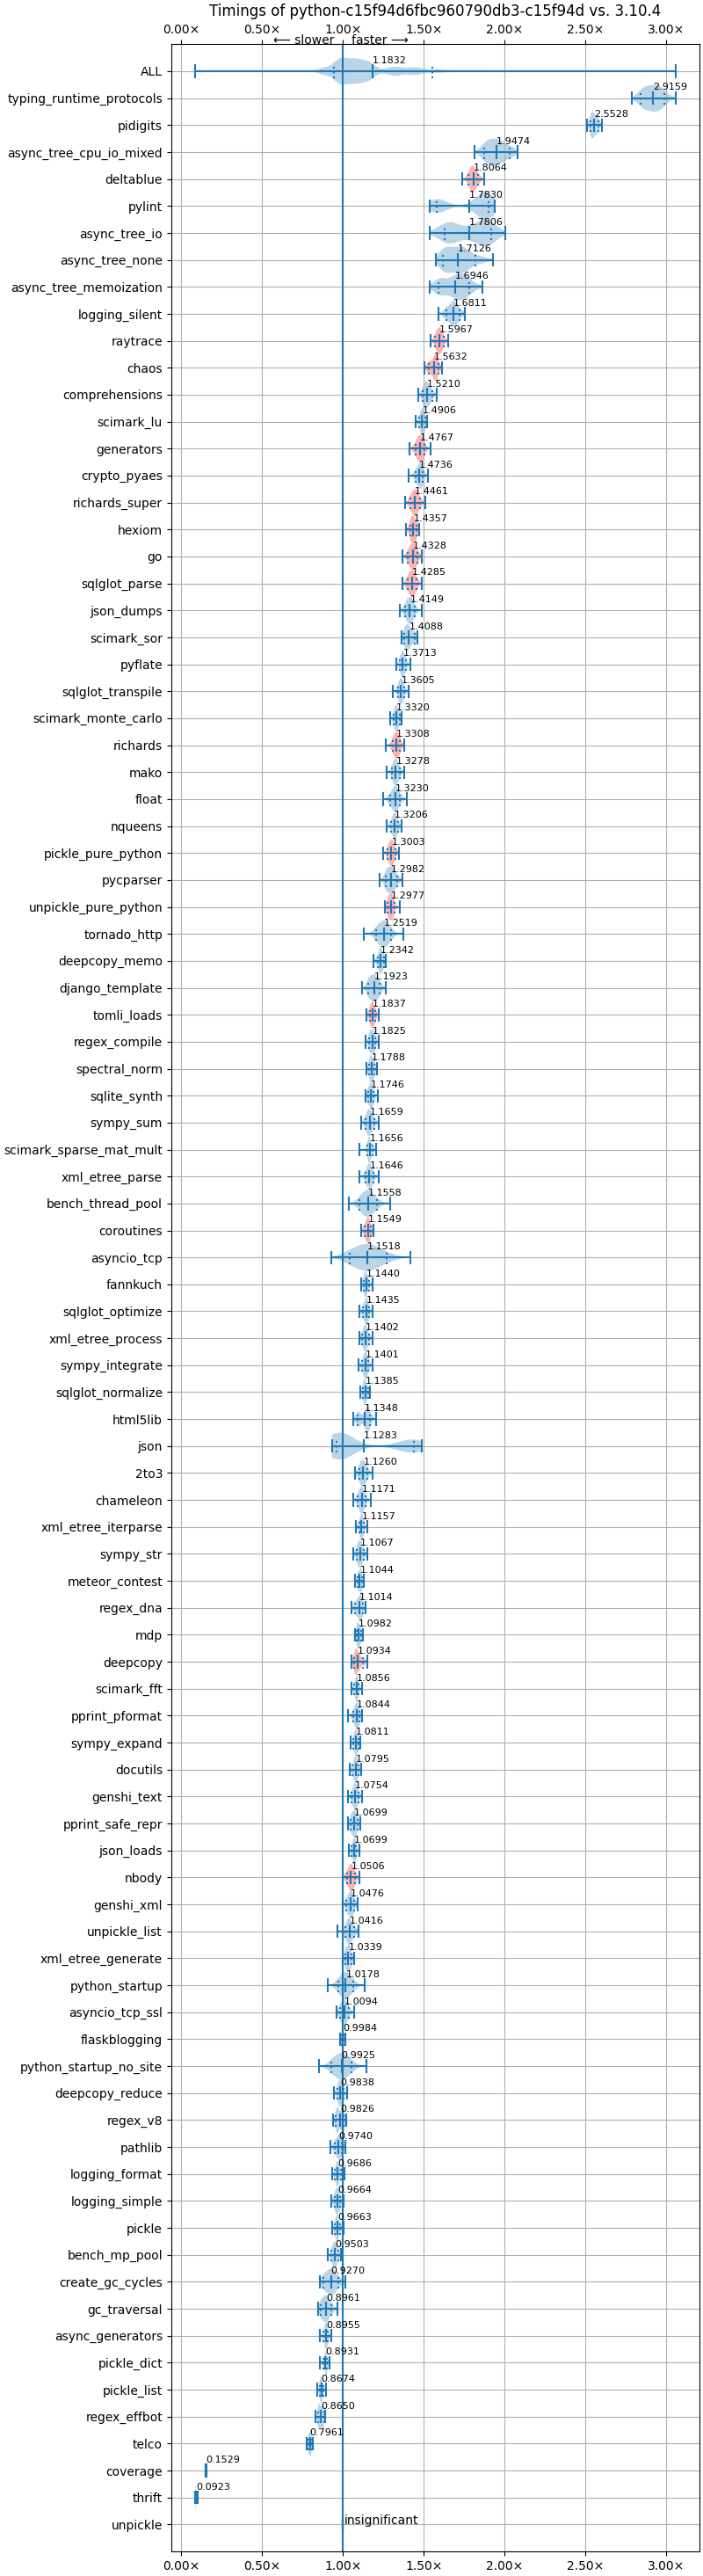 Timings of python-c15f94d6fbc960790db3-c15f94d vs. 3.10.4
0.00× 0.50× 1.00× 1.50× 2.00× 2.50× 3.00×
⟵ slower faster ⟶
ALL 1.1832
typing_runtime_protocols 2.9159
pidigits 2.5528
async_tree_cpu_io_mixed 1.9474
deltablue 1.8064
pylint 1.7830
async_tree_io 1.7806
async_tree_none 1.7126
async_tree_memoization 1.6946
logging_silent 1.6811
raytrace 1.5967
chaos 1.5632
comprehensions 1.5210
scimark_lu 1.4906
generators 1.4767
crypto_pyaes 1.4736
richards_super 1.4461
hexiom 1.4357
go 1.4328
sqlglot_parse 1.4285
json_dumps 1.4149
scimark_sor 1.4088
pyflate 1.3713
sqlglot_transpile 1.3605
scimark_monte_carlo 1.3320
richards 1.3308
mako 1.3278
float 1.3230
nqueens 1.3206
pickle_pure_python 1.3003
pycparser 1.2982
unpickle_pure_python 1.2977
tornado_http 1.2519
deepcopy_memo 1.2342
django_template 1.1923
tomli_loads 1.1837
regex_compile 1.1825
spectral_norm 1.1788
sqlite_synth 1.1746
sympy_sum 1.1659
scimark_sparse_mat_mult 1.1656
xml_etree_parse 1.1646
bench_thread_pool 1.1558
coroutines 1.1549
asyncio_tcp 1.1518
fannkuch 1.1440
sqlglot_optimize 1.1435
xml_etree_process 1.1402
sympy_integrate 1.1401
sqlglot_normalize 1.1385
html5lib 1.1348
json 1.1283
2to3 1.1260
chameleon 1.1171
xml_etree_iterparse 1.1157
sympy_str 1.1067
meteor_contest 1.1044
regex_dna 1.1014
mdp 1.0982
deepcopy 1.0934
scimark_fft 1.0856
pprint_pformat 1.0844
sympy_expand 1.0811
docutils 1.0795
genshi_text 1.0754
pprint_safe_repr 1.0699
json_loads 1.0699
nbody 1.0506
genshi_xml 1.0476
unpickle_list 1.0416
xml_etree_generate 1.0339
python_startup 1.0178
asyncio_tcp_ssl 1.0094
flaskblogging 0.9984
python_startup_no_site 0.9925
deepcopy_reduce 0.9838
regex_v8 0.9826
pathlib 0.9740
logging_format 0.9686
logging_simple 0.9664
pickle 0.9663
bench_mp_pool 0.9503
create_gc_cycles 0.9270
gc_traversal 0.8961
async_generators 0.8955
pickle_dict 0.8931
pickle_list 0.8674
regex_effbot 0.8650
telco 0.7961
coverage 0.1529
thrift 0.0923
unpickle insignificant
0.00× 0.50× 1.00× 1.50× 2.00× 2.50× 3.00×